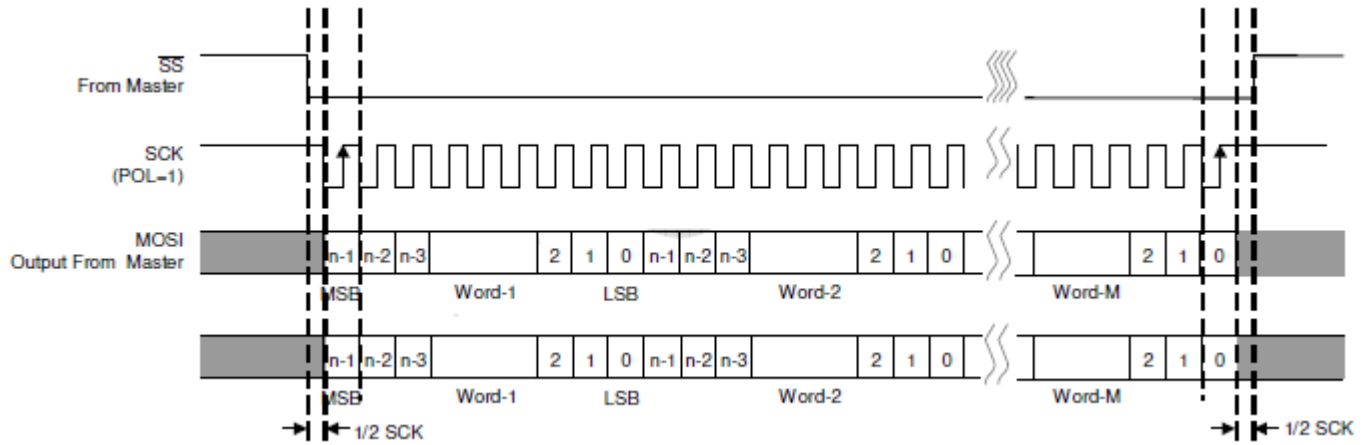 SS
From Master
SCK
(POL=1)
MOSI
Output From Master
n-1 n-2 n-3 2 1 0 n-1 n-2 n-3 2 1 0 2 1 0
MSB Word-1 LSB Word-2 Word-M
n-1 n-2 n-3 2 1 0 n-1 n-2 n-3 2 1 0 2 1 0
MSB Word-1 LSB Word-2 Word-M
1/2 SCK 1/2 SCK